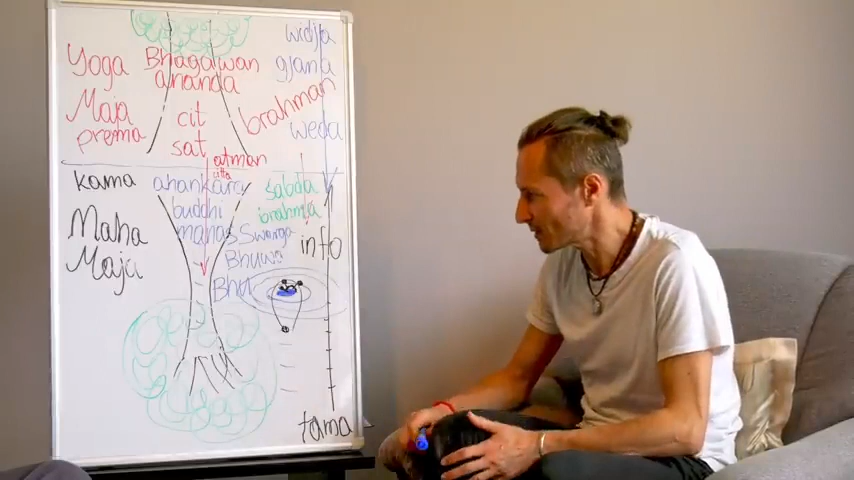 widja
Yoga Bhagawan gjana
ananda
Maja cit brahman
prema sat weda
atman
citta
kama ahankara sabda
buddhi brahma
Maha manas Swarga info
Maja Bhuwa
Bhu
tama